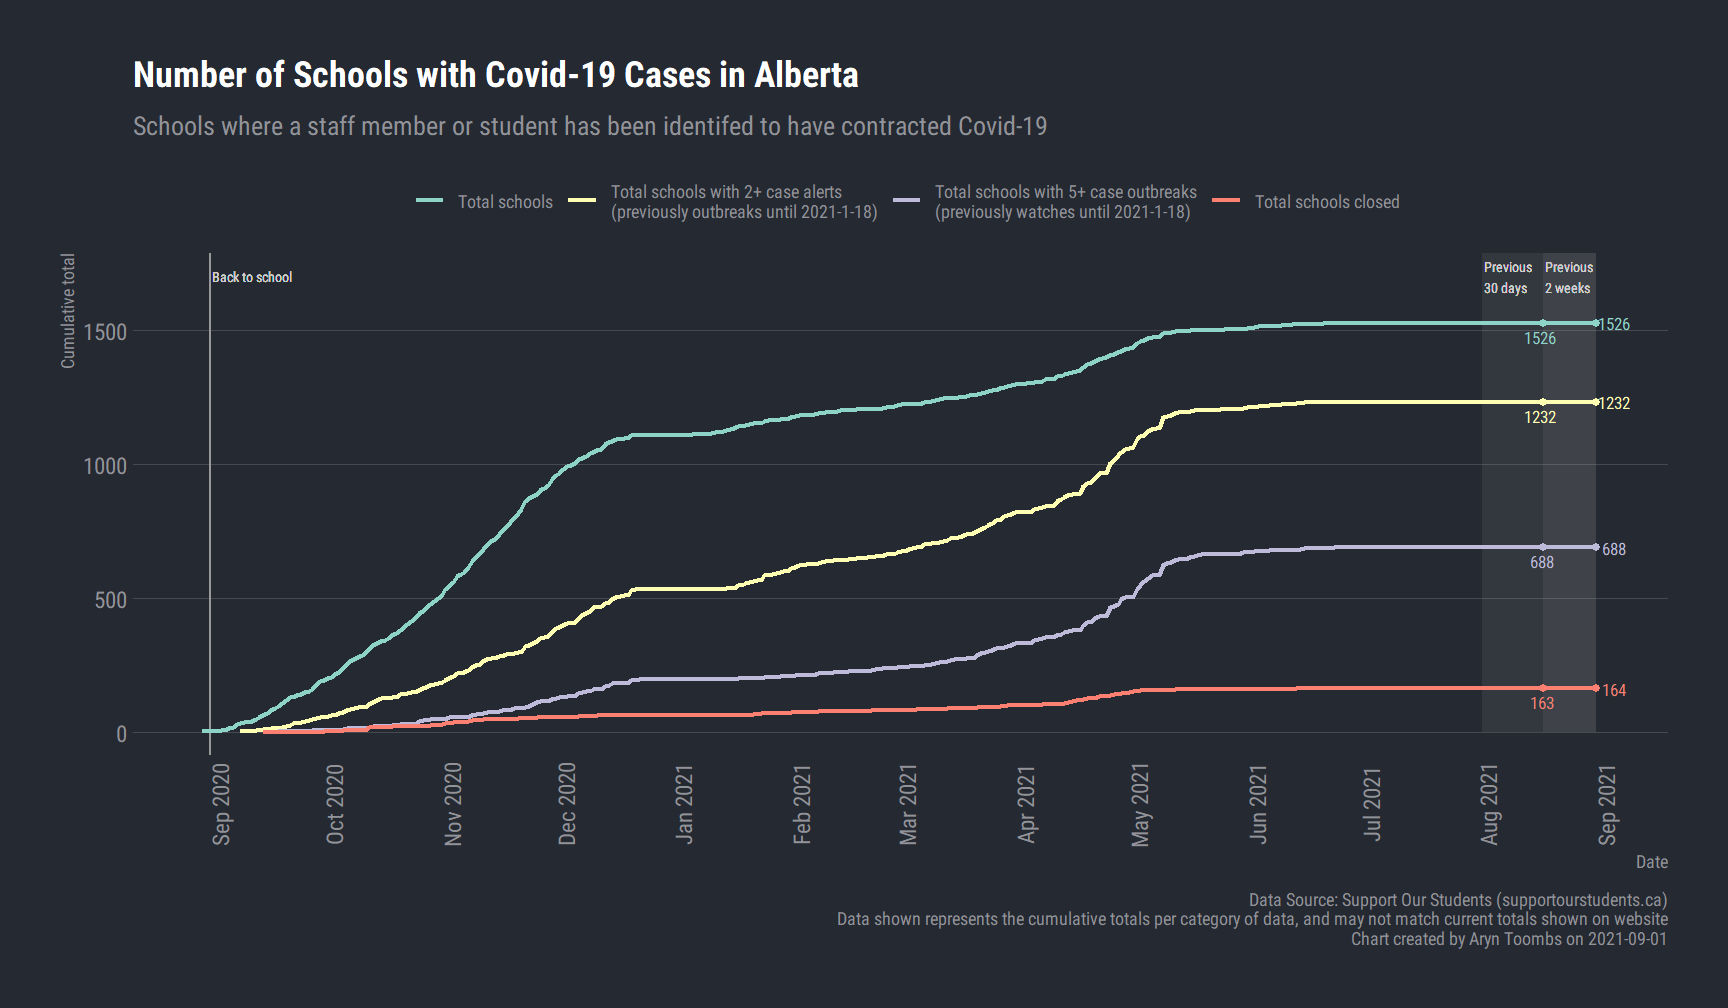 Number of Schools with Covid-19 Cases in Alberta
Schools where a staff member or student has been identifed to have contracted Covid-19
Total schools
Total schools with 2+ case alerts
(previously outbreaks until 2021-1-18)
Total schools with 5+ case outbreaks
(previously watches until 2021-1-18)
Total schools closed
Cumulative total
Back to school
Previous
30 days
Previous
2 weeks
1500
1000
500
0
1526
1526
1232
1232
688
688
163
164
Sep 2020
Oct 2020
Nov 2020
Dec 2020
Jan 2021
Feb 2021
Mar 2021
Apr 2021
May 2021
Jun 2021
Jul 2021
Aug 2021
Sep 2021
Date
Data Source: Support Our Students (supportourstudents.ca)
Data shown represents the cumulative totals per category of data, and may not match current totals shown on website
Chart created by Aryn Toombs on 2021-09-01